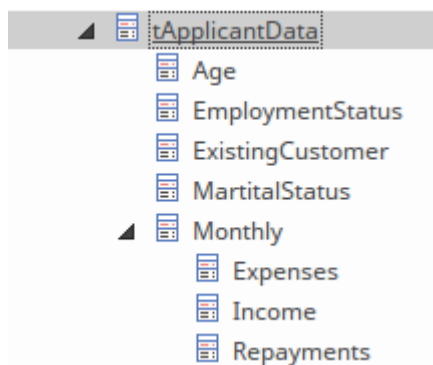 tApplicantData
Age
EmploymentStatus
ExistingCustomer
MartitalStatus
Monthly
Expenses
Income
Repayments